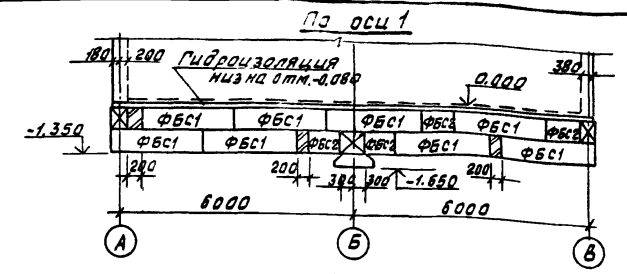 По оси 1
180 200 380
Гидроизоляция
низ на отм.-0,080
0.000
ФБС1 ФБС1 ФБС1 ФБС2 ФБС1 ФБС2
-1.350
ФБС1 ФБС1 ФБС2 ФБС2 ФБС1 ФБС1
200 200 300 300 -1.650 200
6000 6000
А Б В